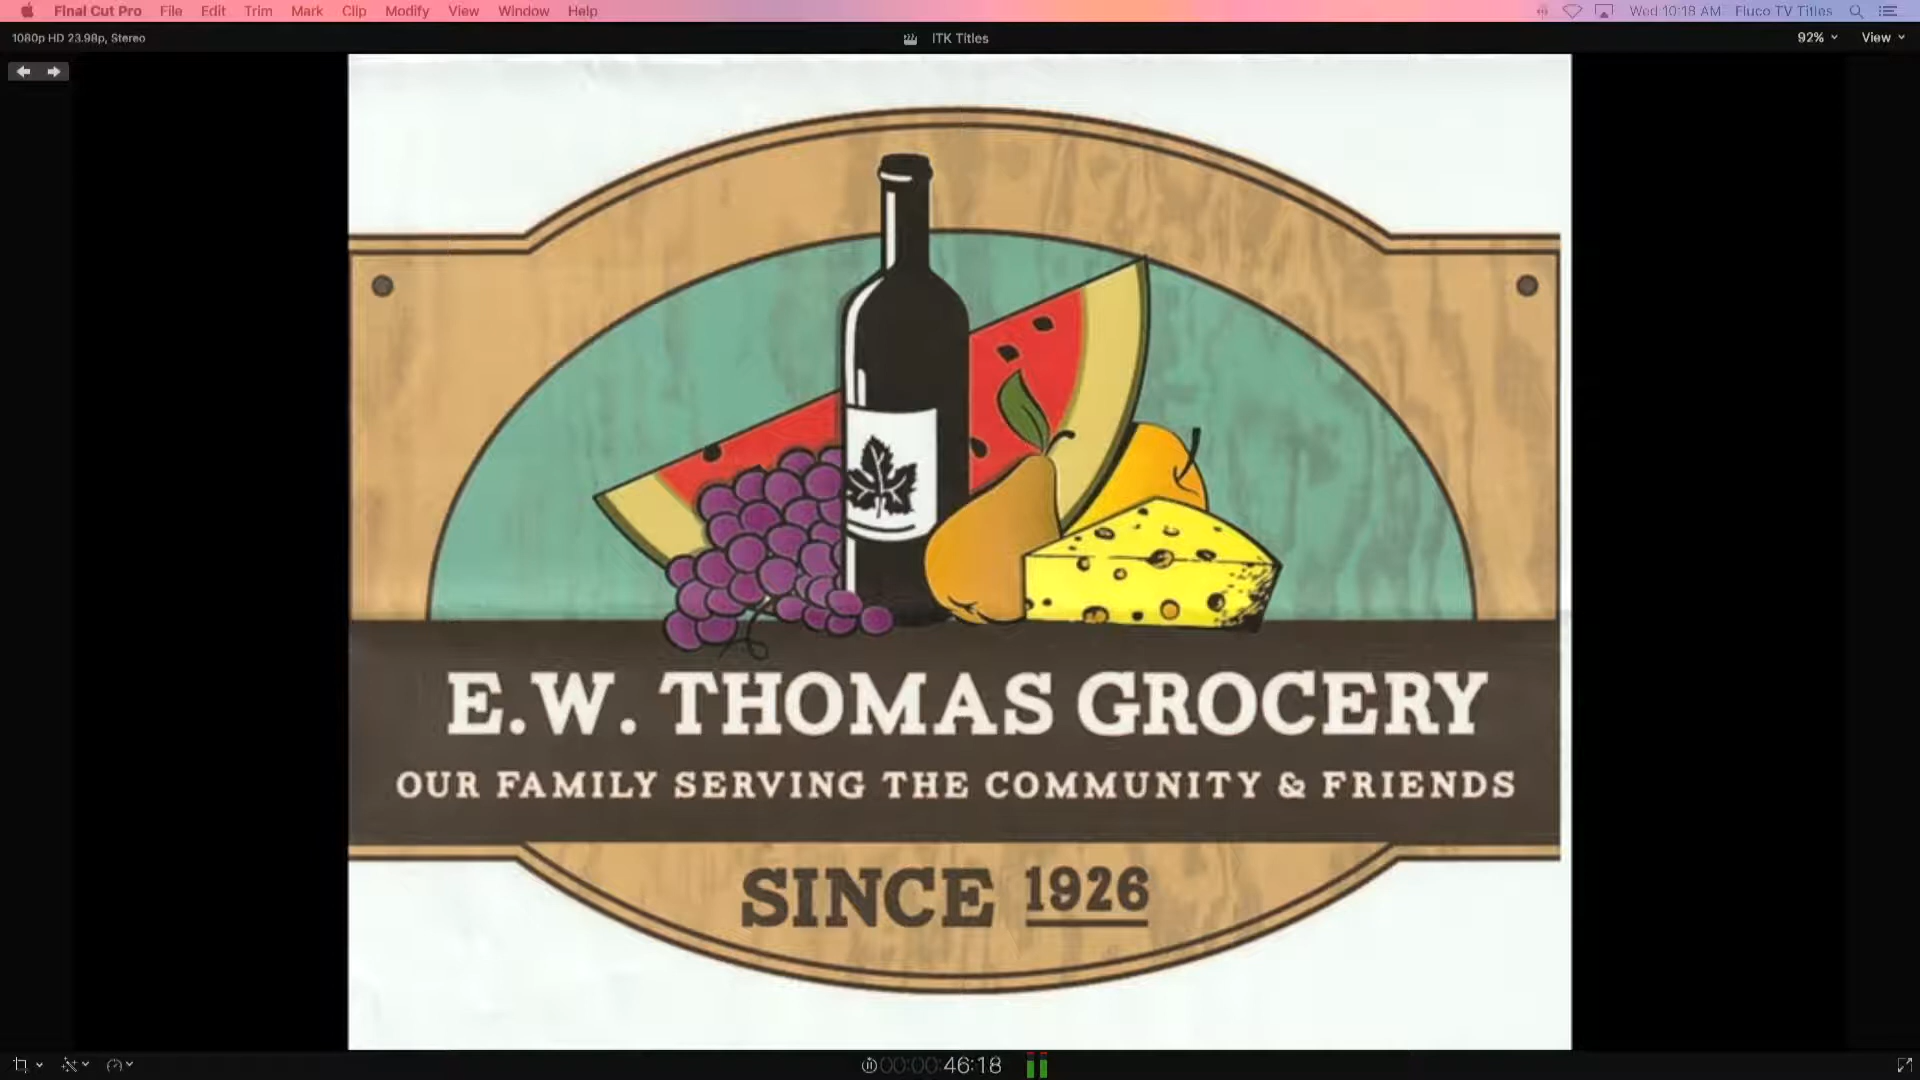 Final Cut Pro File Edit Trim Mark Clip Modify View Window Help Wed 10:18 AM Fluco TV Titles
1080p HD 23.98p, Stereo ITK Titles 92% View
E.W. THOMAS GROCERY
OUR FAMILY SERVING THE COMMUNITY & FRIENDS
SINCE 1926
00:00:46:18